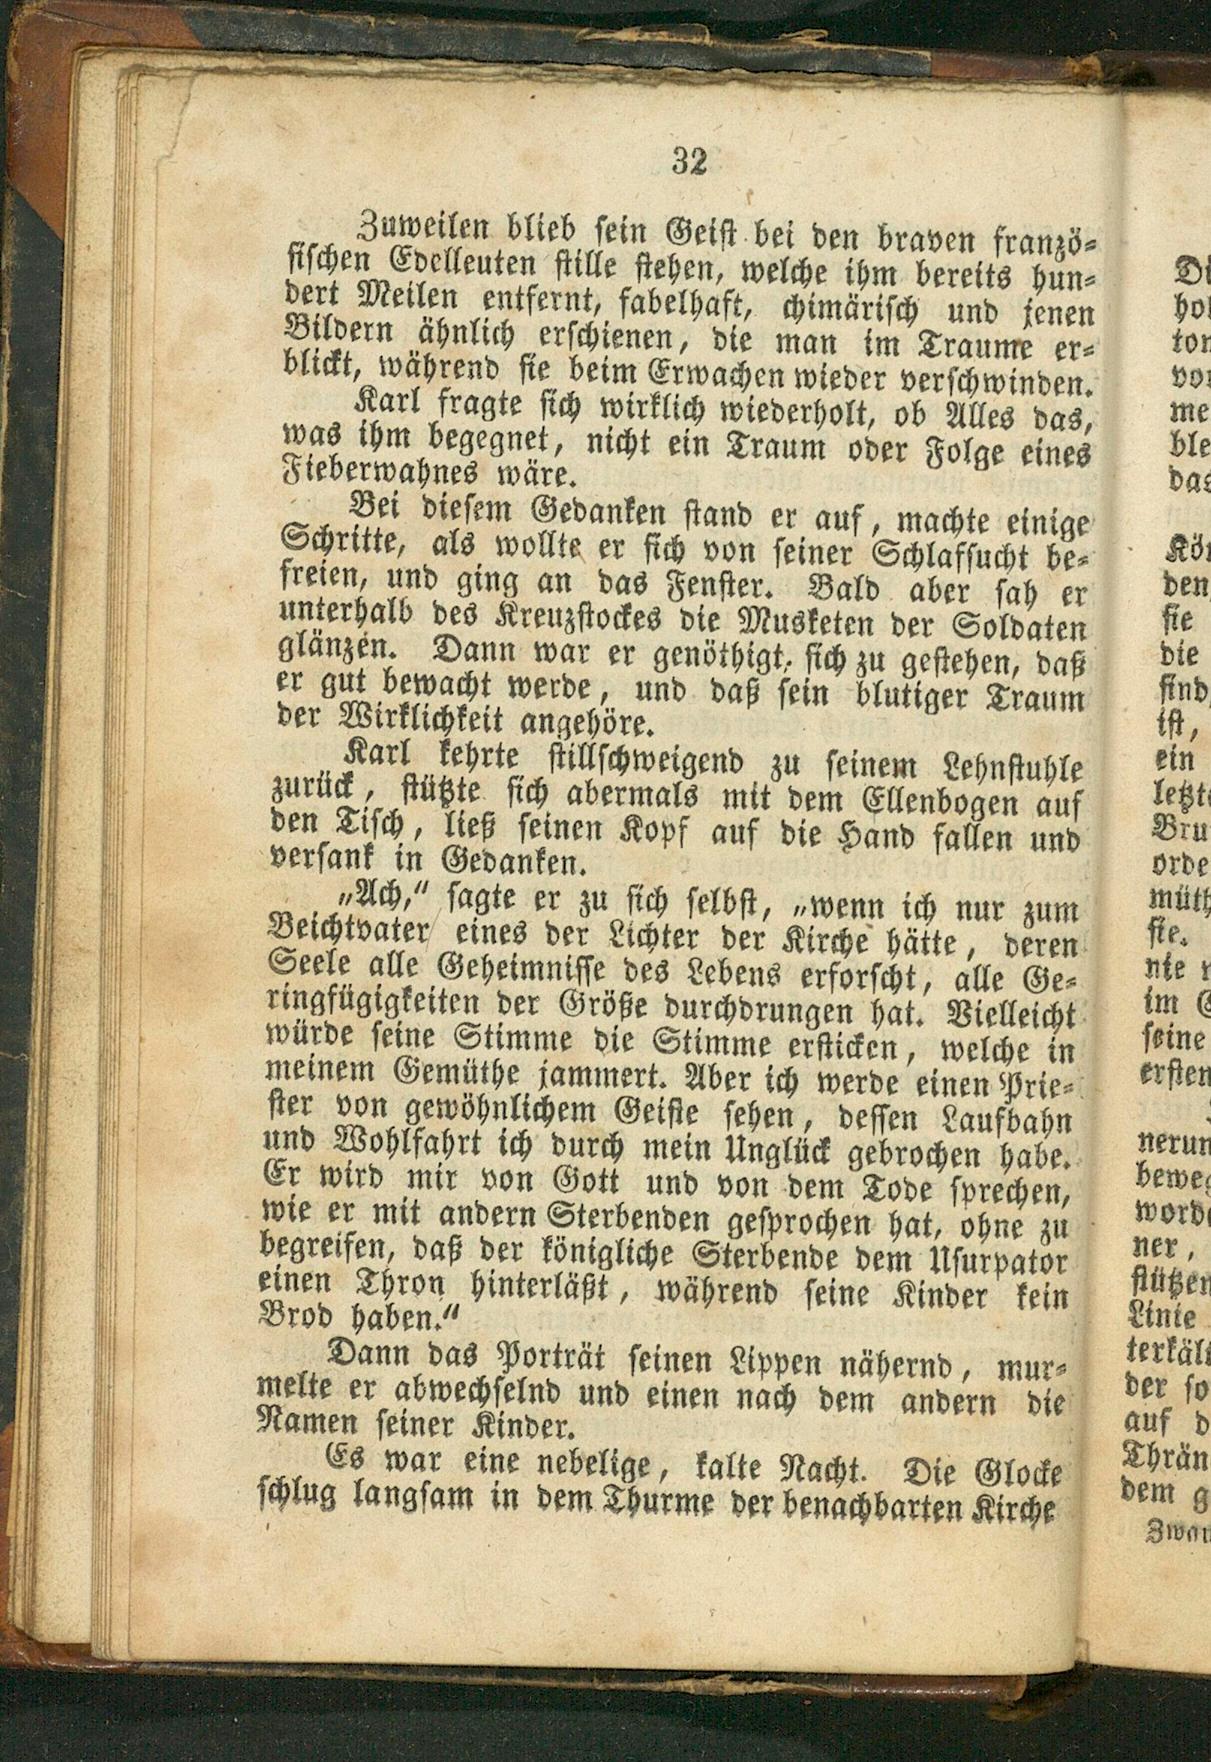 32
Zuweilen blieb sein Geist bei den braven franzö-
sischen Edelleuten stille stehen, welche ihm bereits hun-
dert Meilen entfernt, fabelhaft, chimärisch und jenen
Bildern ähnlich erschienen, die man im Traume er-
blickt, während sie beim Erwachen wieder verschwinden.
Karl fragte sich wirklich wiederholt, ob Alles das,
was ihm begegnet, nicht ein Traum oder Folge eines
Fieberwahnes wäre.
Bei diesem Gedanken stand er auf, machte einige
Schritte, als wollte er sich von seiner Schlafsucht be-
freien, und ging an das Fenster. Bald aber sah er
unterhalb des Kreuzstockes die Musketen der Soldaten
glänzen. Dann war er genöthigt, sich zu gestehen, daß
er gut bewacht werde, und daß sein blutiger Traum
der Wirklichkeit angehöre.
Karl kehrte stillschweigend zu seinem Lehnstuhle
zurück, stützte sich abermals mit dem Ellenbogen auf
den Tisch, ließ seinen Kopf auf die Hand fallen und
versank in Gedanken.
„Ach,“ sagte er zu sich selbst, „wenn ich nur zum
Beichtvater eines der Lichter der Kirche hätte, deren
Seele alle Geheimnisse des Lebens erforscht, alle Ge-
ringfügigkeiten der Größe durchdrungen hat. Vielleicht
würde seine Stimme die Stimme ersticken, welche in
meinem Gemüthe jammert. Aber ich werde einen Prie-
ster von gewöhnlichem Geiste sehen, dessen Laufbahn
und Wohlfahrt ich durch mein Unglück gebrochen habe.
Er wird mir von Gott und von dem Tode sprechen,
wie er mit andern Sterbenden gesprochen hat, ohne zu
begreifen, daß der königliche Sterbende dem Usurpator
einen Thron hinterläßt, während seine Kinder kein
Brod haben.“
Dann das Porträt seinen Lippen nähernd, mur-
melte er abwechselnd und einen nach dem andern die
Namen seiner Kinder.
Es war eine nebelige, kalte Nacht. Die Glocke
schlug langsam in dem Thurme der benachbarten Kirche